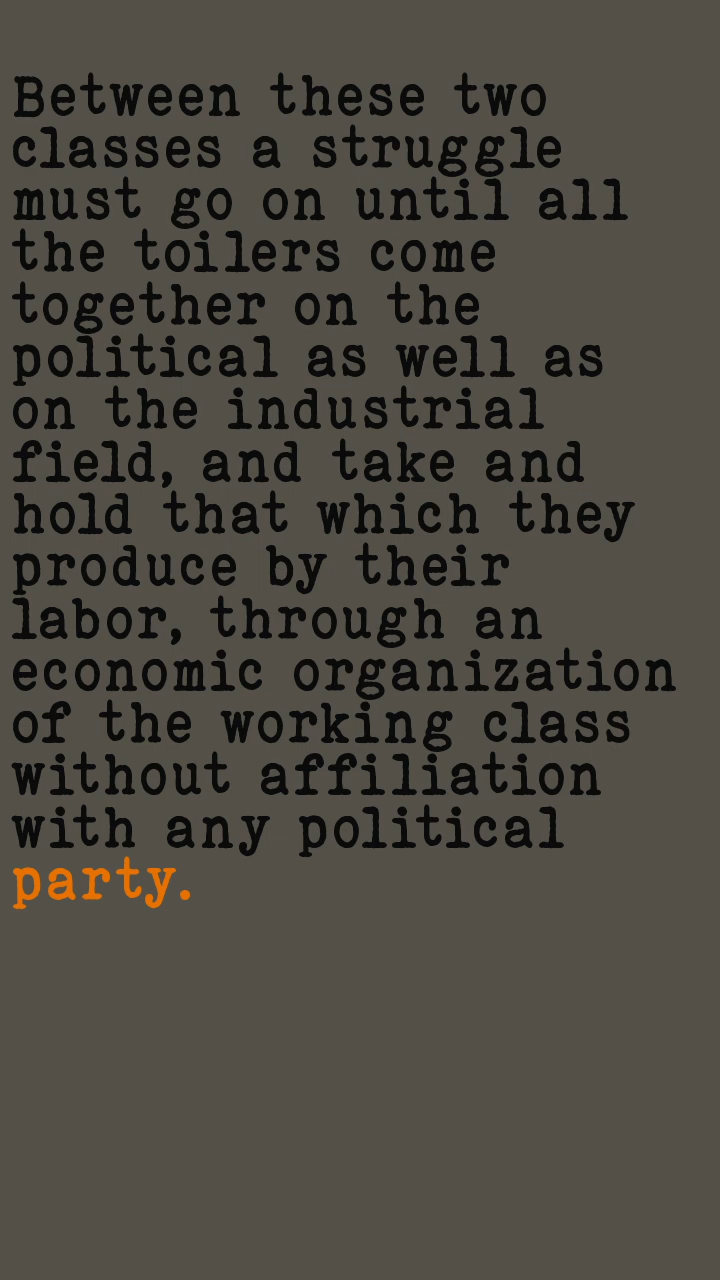 Between these two
classes a struggle
must go on until all
the toilers come
together on the
political as well as
on the industrial
field, and take and
hold that which they
produce by their
labor, through an
economic organization
of the working class
without affiliation
with any political
party.